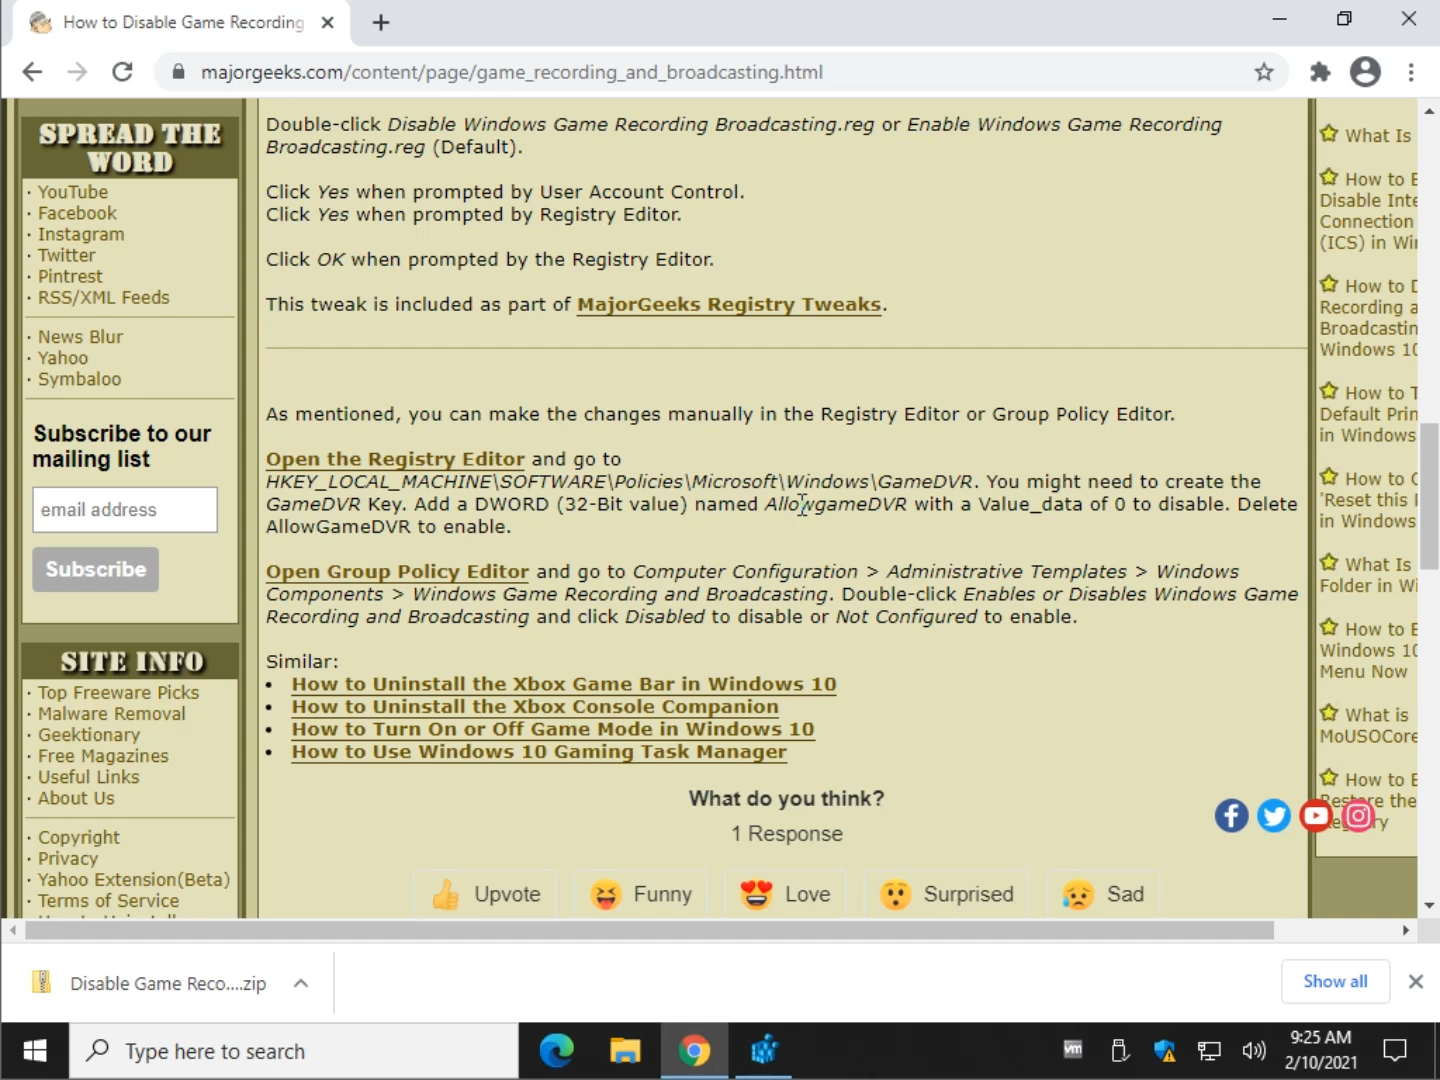 How to Disable Game Recording
majorgeeks.com/content/page/game_recording_and_broadcasting.html
SPREAD THE
WORD
· YouTube
· Facebook
· Instagram
· Twitter
· Pintrest
· RSS/XML Feeds
· News Blur
· Yahoo
· Symbaloo
Subscribe to our
mailing list
email address
Subscribe
SITE INFO
· Top Freeware Picks
· Malware Removal
· Geektionary
· Free Magazines
· Useful Links
· About Us
· Copyright
· Privacy
· Yahoo Extension(Beta)
· Terms of Service
Double-click Disable Windows Game Recording Broadcasting.reg or Enable Windows Game Recording
Broadcasting.reg (Default).
Click Yes when prompted by User Account Control.
Click Yes when prompted by Registry Editor.
Click OK when prompted by the Registry Editor.
This tweak is included as part of MajorGeeks Registry Tweaks.
As mentioned, you can make the changes manually in the Registry Editor or Group Policy Editor.
Open the Registry Editor and go to
HKEY_LOCAL_MACHINE\SOFTWARE\Policies\Microsoft\Windows\GameDVR. You might need to create the
GameDVR Key. Add a DWORD (32-Bit value) named AllowgameDVR with a Value_data of 0 to disable. Delete
AllowGameDVR to enable.
Open Group Policy Editor and go to Computer Configuration > Administrative Templates > Windows
Components > Windows Game Recording and Broadcasting. Double-click Enables or Disables Windows Game
Recording and Broadcasting and click Disabled to disable or Not Configured to enable.
Similar:
• How to Uninstall the Xbox Game Bar in Windows 10
• How to Uninstall the Xbox Console Companion
• How to Turn On or Off Game Mode in Windows 10
• How to Use Windows 10 Gaming Task Manager
What do you think?
1 Response
Upvote
Funny
Love
Surprised
Sad
What Is
How to E
Disable Inte
Connection
(ICS) in Wi
How to D
Recording a
Broadcastin
Windows 10
How to T
Default Prin
in Windows
How to
'Reset this
in Windows
What Is
Folder in Wi
How to E
Windows 10
Menu Now
What is
MoUSOCore
How to E
Restore the
Disable Game Reco....zip
Show all
Type here to search
vm
9:25 AM
2/10/2021